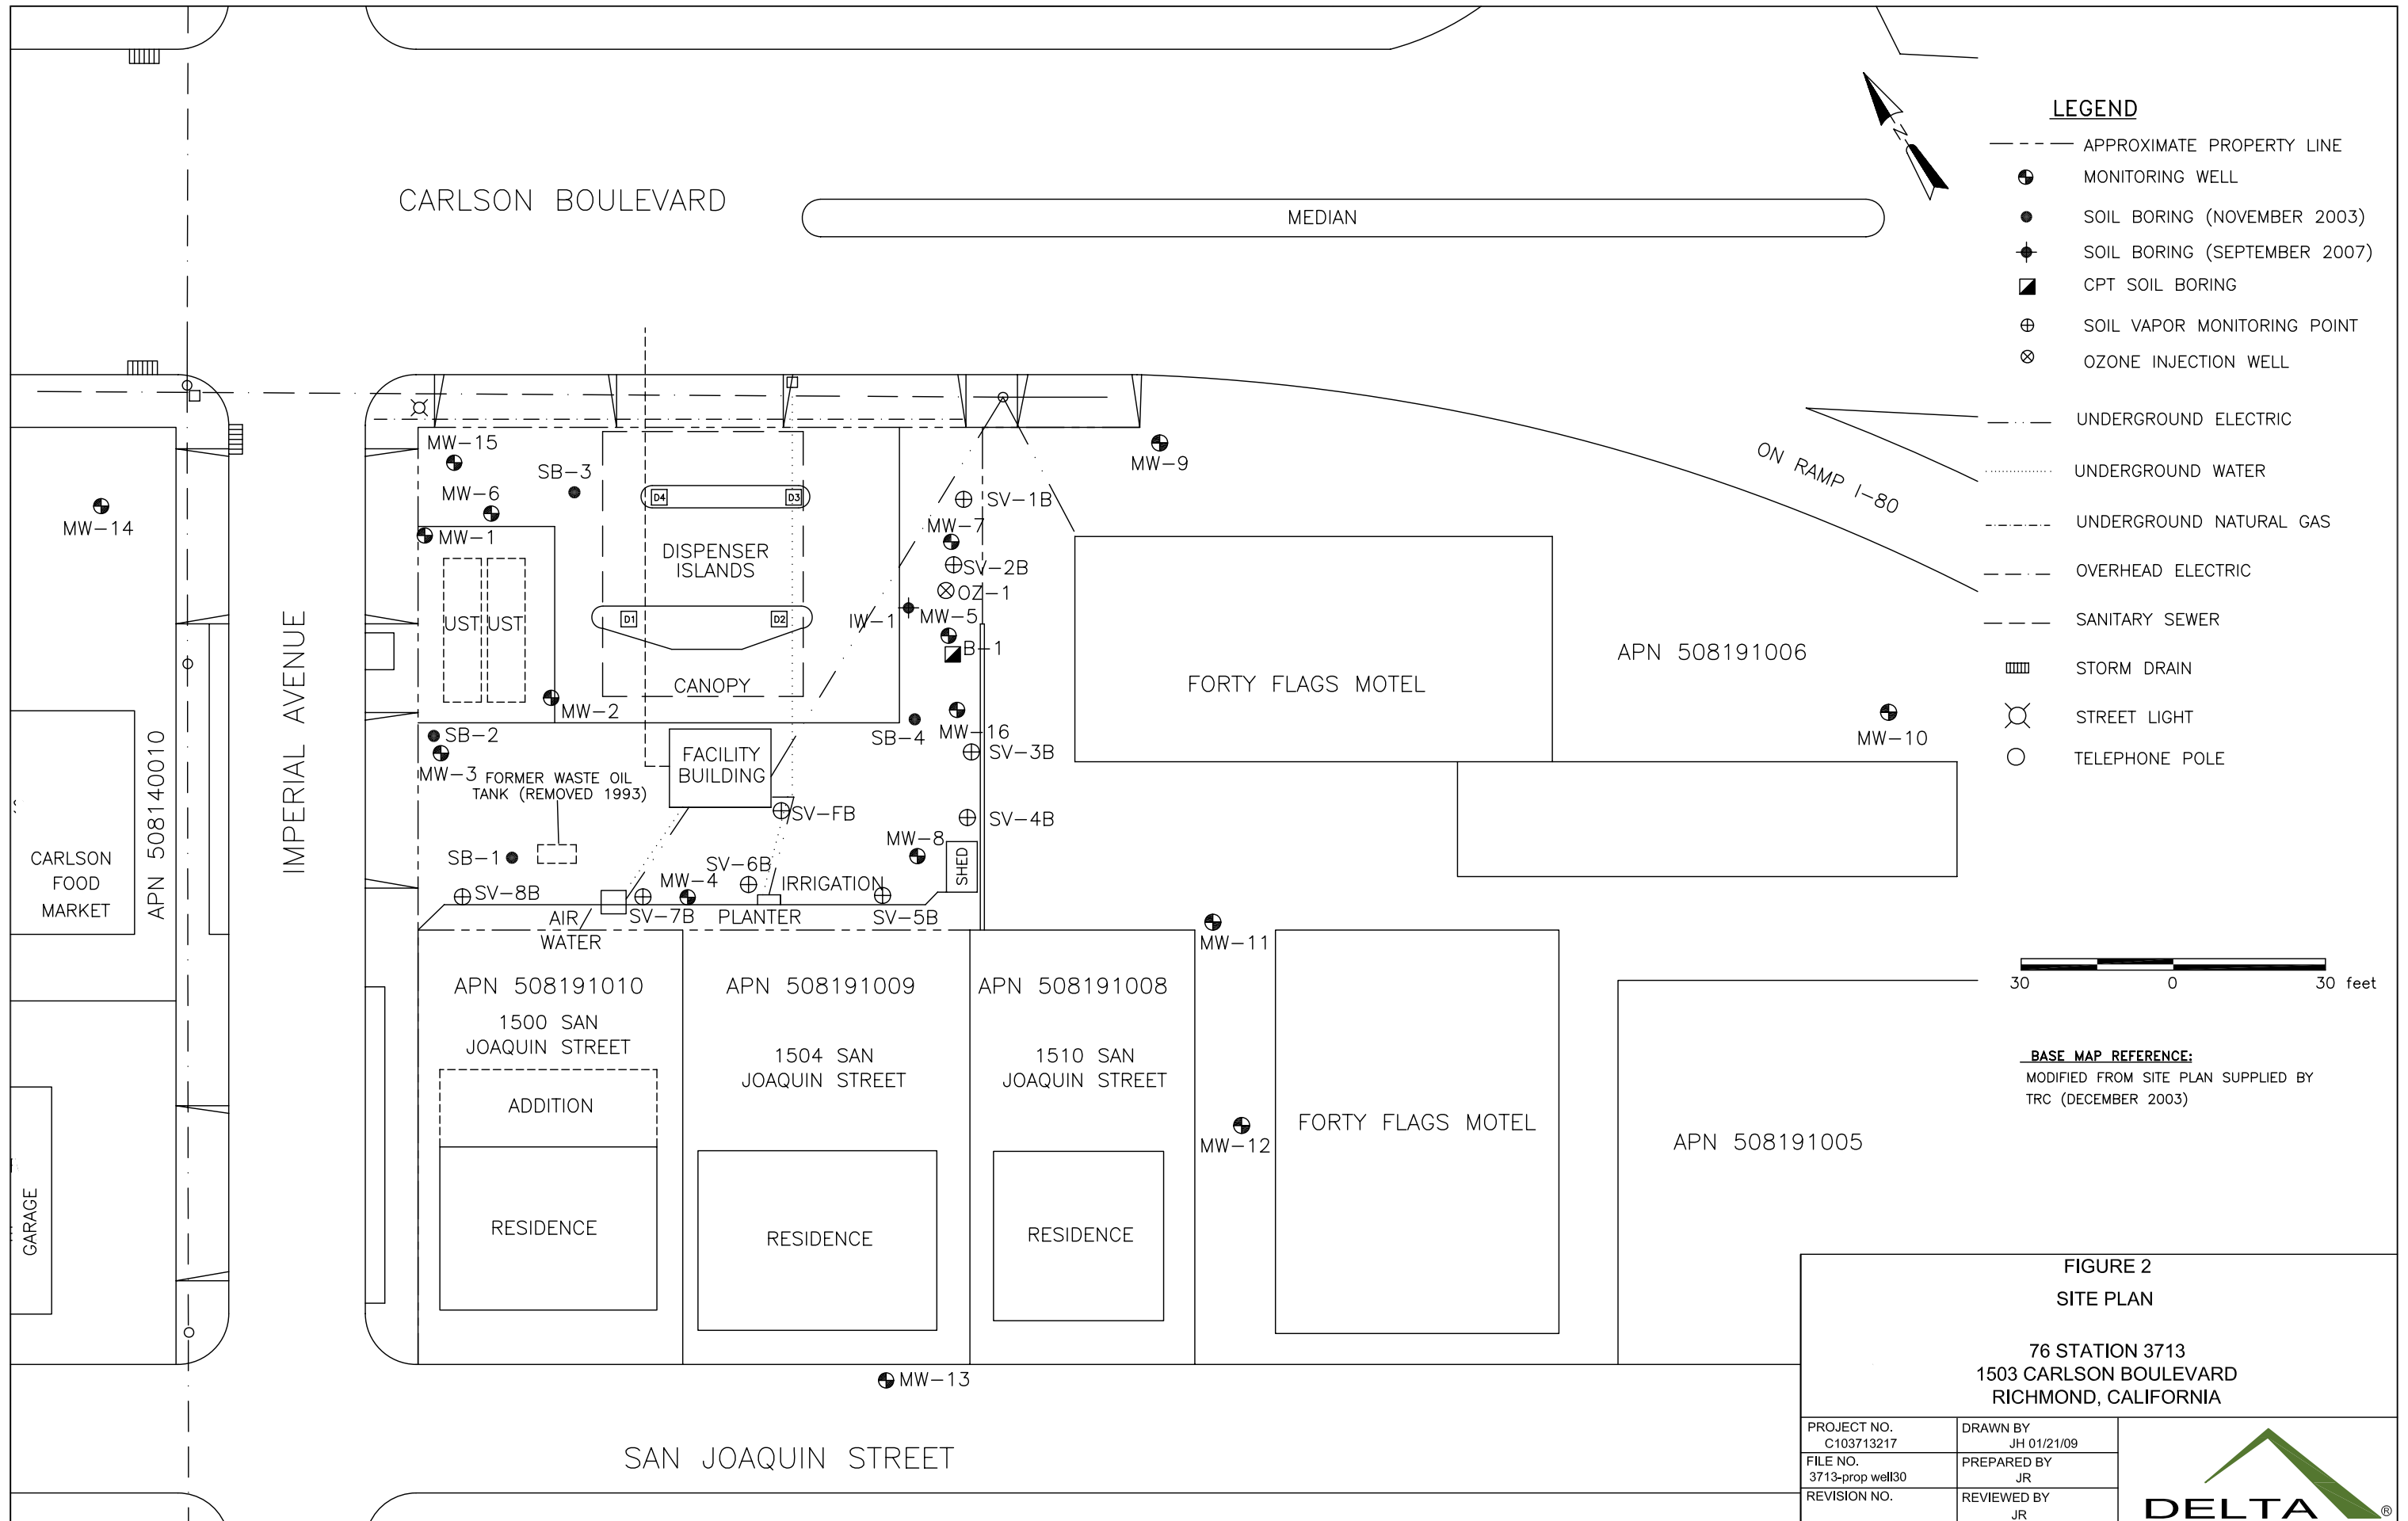 CARLSON BOULEVARD
MEDIAN
N
LEGEND
APPROXIMATE PROPERTY LINE
MONITORING WELL
SOIL BORING (NOVEMBER 2003)
SOIL BORING (SEPTEMBER 2007)
CPT SOIL BORING
SOIL VAPOR MONITORING POINT
OZONE INJECTION WELL
UNDERGROUND ELECTRIC
UNDERGROUND WATER
UNDERGROUND NATURAL GAS
OVERHEAD ELECTRIC
SANITARY SEWER
STORM DRAIN
STREET LIGHT
TELEPHONE POLE
ON RAMP I-80
MW-15
SB-3
MW-6
MW-14
MW-1
D4
D3
MW-9
SV-1B
MW-7
DISPENSER
ISLANDS
SV-2B
OZ-1
IW-1
MW-5
B-1
UST
UST
D1
D2
CANOPY
MW-2
SB-4
MW-16
SV-3B
SB-2
MW-3
FORMER WASTE OIL
TANK (REMOVED 1993)
FACILITY
BUILDING
SV-FB
SV-4B
MW-8
SHED
SB-1
SV-8B
SV-6B
MW-4
IRRIGATION
AIR
SV-7B
PLANTER
SV-5B
WATER
IMPERIAL AVENUE
APN 508140010
CARLSON
FOOD
MARKET
GARAGE
FORTY FLAGS MOTEL
APN 508191006
MW-10
MW-11
APN 508191010
APN 508191009
APN 508191008
1500 SAN
JOAQUIN STREET
1504 SAN
JOAQUIN STREET
1510 SAN
JOAQUIN STREET
ADDITION
RESIDENCE
RESIDENCE
RESIDENCE
MW-12
FORTY FLAGS MOTEL
APN 508191005
MW-13
SAN JOAQUIN STREET
30 0 30 feet
BASE MAP REFERENCE:
MODIFIED FROM SITE PLAN SUPPLIED BY
TRC (DECEMBER 2003)
FIGURE 2
SITE PLAN
76 STATION 3713
1503 CARLSON BOULEVARD
RICHMOND, CALIFORNIA
PROJECT NO.
C103713217
DRAWN BY
JH 01/21/09
FILE NO.
3713-prop well30
PREPARED BY
JR
REVISION NO.
REVIEWED BY
JR
DELTA ®